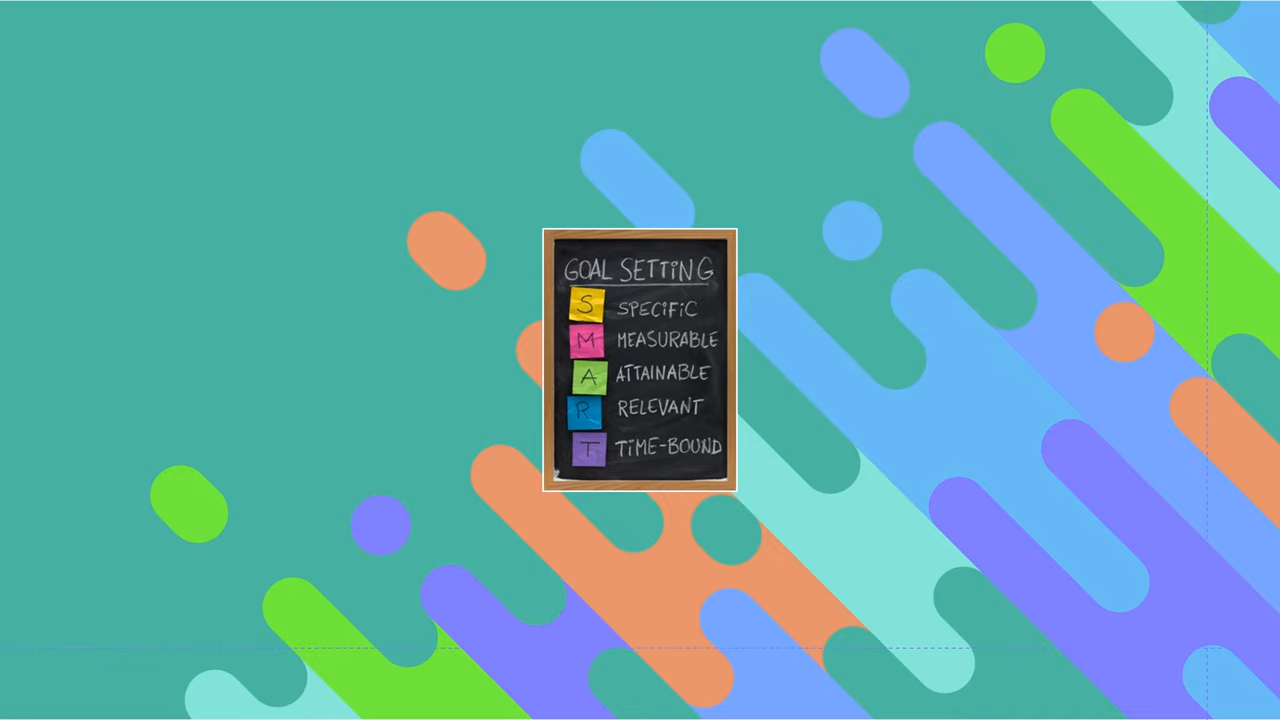 GOAL SETTING
S SPECIFIC
M MEASURABLE
A ATTAINABLE
R RELEVANT
T TIME-BOUND